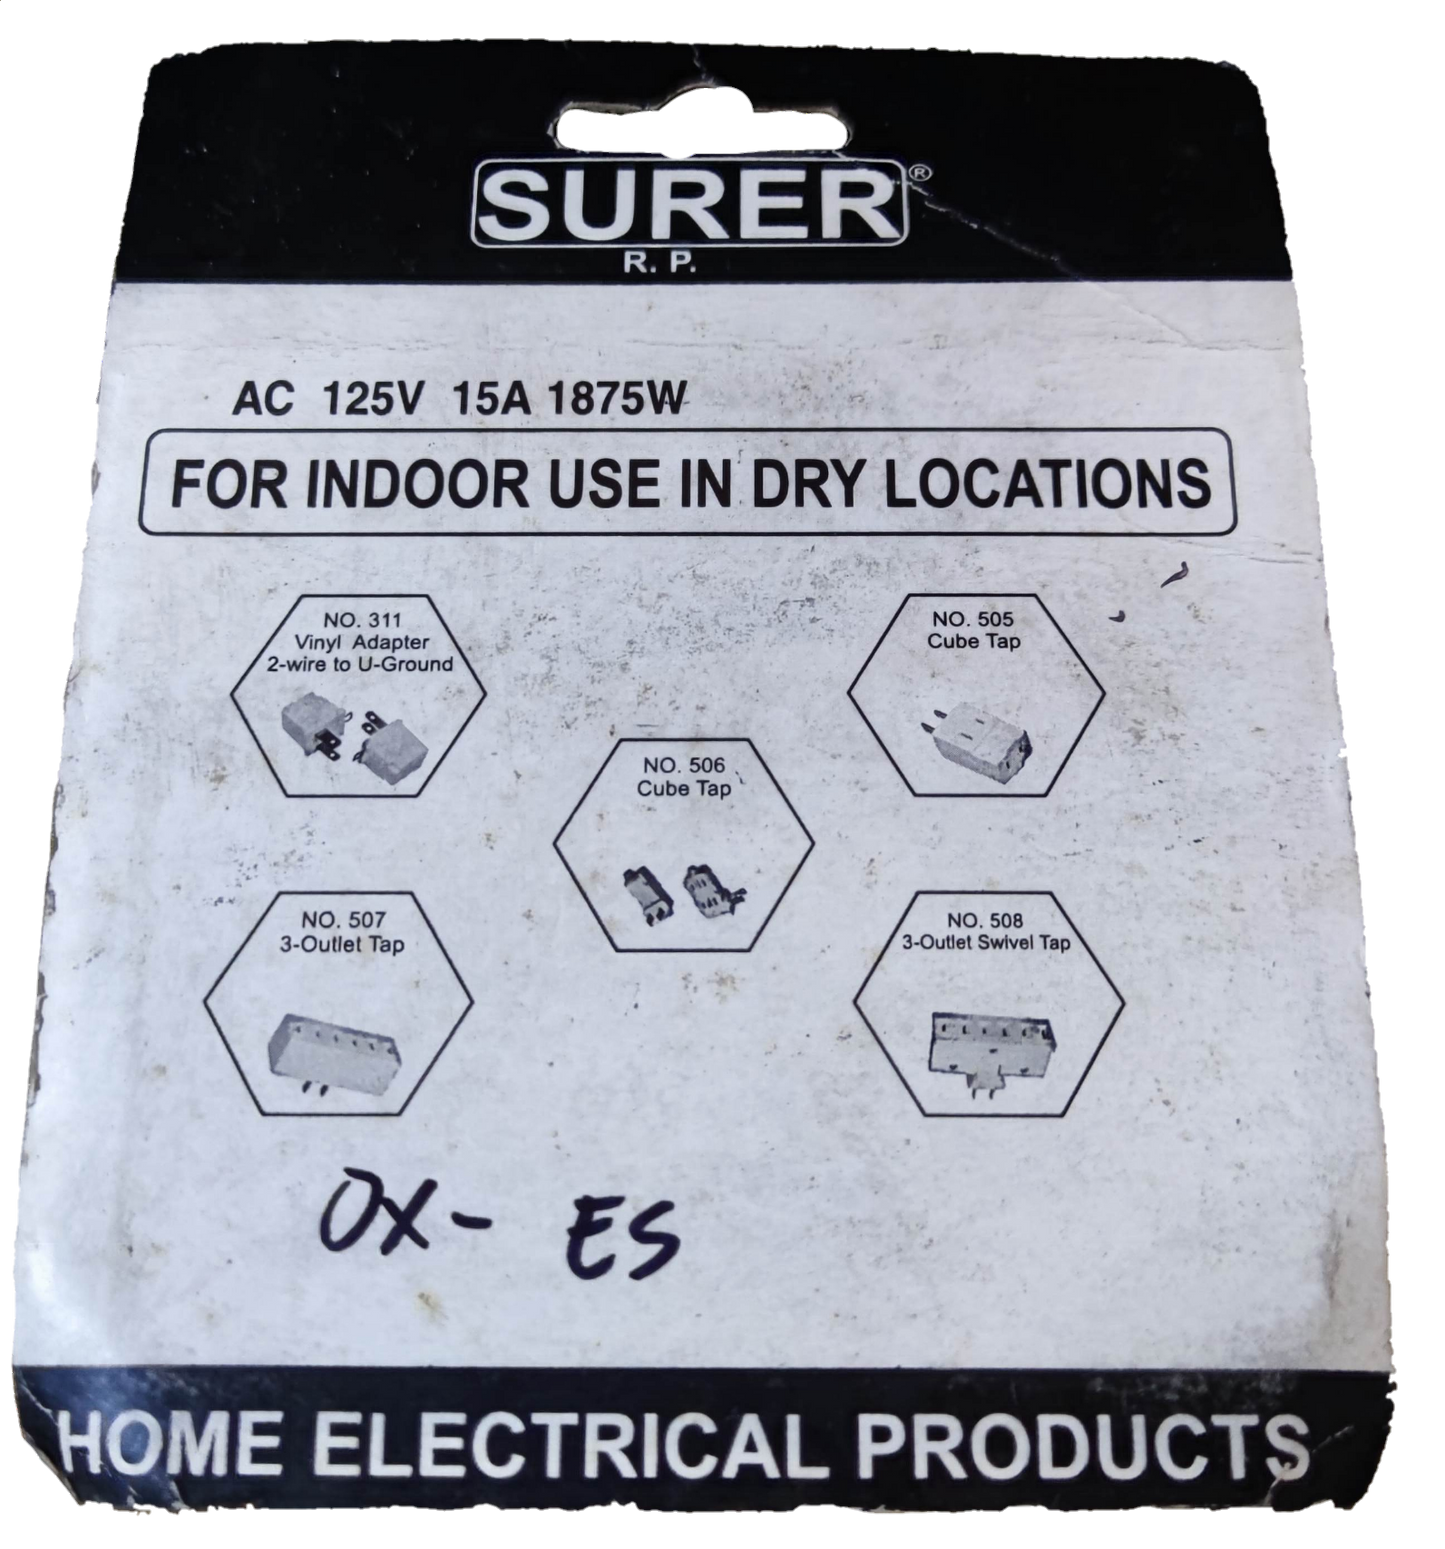 SURER®
R. P.
AC 125V 15A 1875W
FOR INDOOR USE IN DRY LOCATIONS
NO. 311
Vinyl Adapter
2-wire to U-Ground
NO. 505
Cube Tap
NO. 506
Cube Tap
NO. 507
3-Outlet Tap
NO. 508
3-Outlet Swivel Tap
OX- ES
HOME ELECTRICAL PRODUCTS